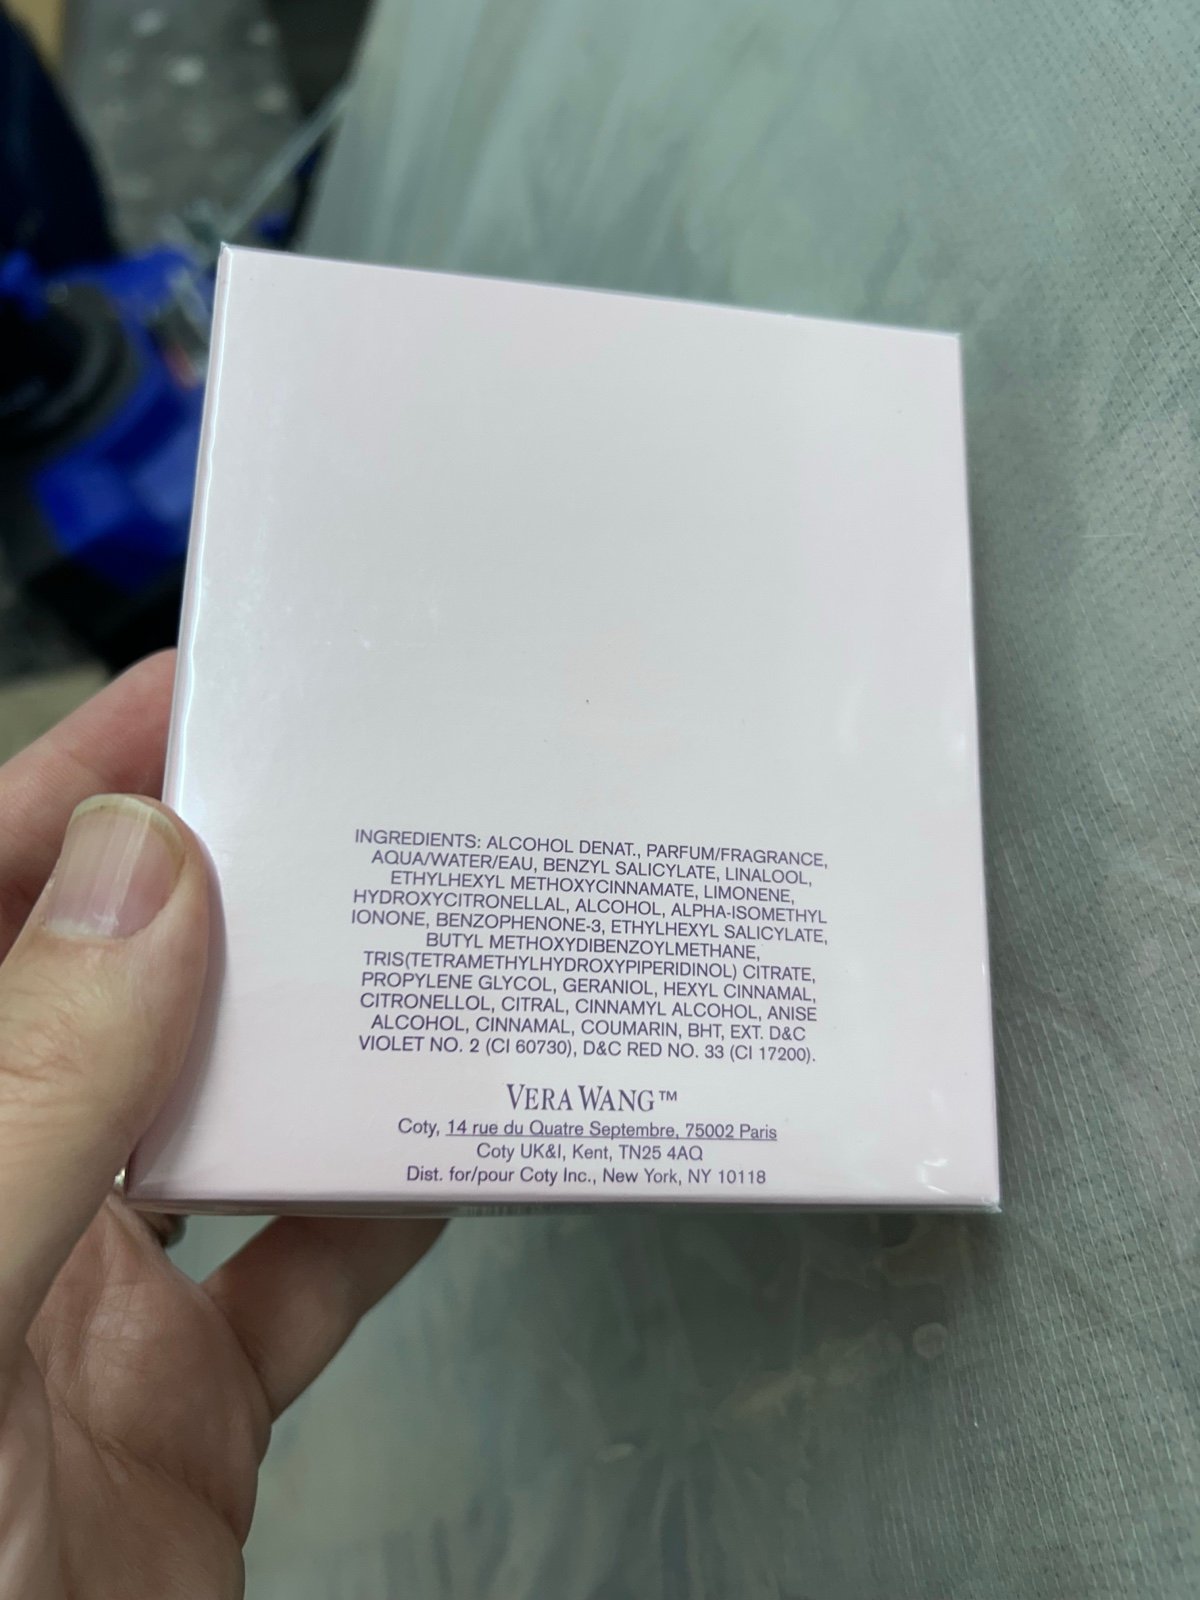 INGREDIENTS: ALCOHOL DENAT., PARFUM/FRAGRANCE,
AQUA/WATER/EAU, BENZYL SALICYLATE, LINALOOL,
ETHYLHEXYL METHOXYCINNAMATE, LIMONENE,
HYDROXYCITRONELLAL, ALCOHOL, ALPHA-ISOMETHYL
IONONE, BENZOPHENONE-3, ETHYLHEXYL SALICYLATE,
BUTYL METHOXYDIBENZOYLMETHANE,
TRIS(TETRAMETHYLHYDROXYPIPERIDINOL) CITRATE,
PROPYLENE GLYCOL, GERANIOL, HEXYL CINNAMAL,
CITRONELLOL, CITRAL, CINNAMYL ALCOHOL, ANISE
ALCOHOL, CINNAMAL, COUMARIN, BHT, EXT. D&C
VIOLET NO. 2 (CI 60730), D&C RED NO. 33 (CI 17200).
VERA WANG™
Coty, 14 rue du Quatre Septembre, 75002 Paris
Coty UK&I, Kent, TN25 4AQ
Dist. for/pour Coty Inc., New York, NY 10118